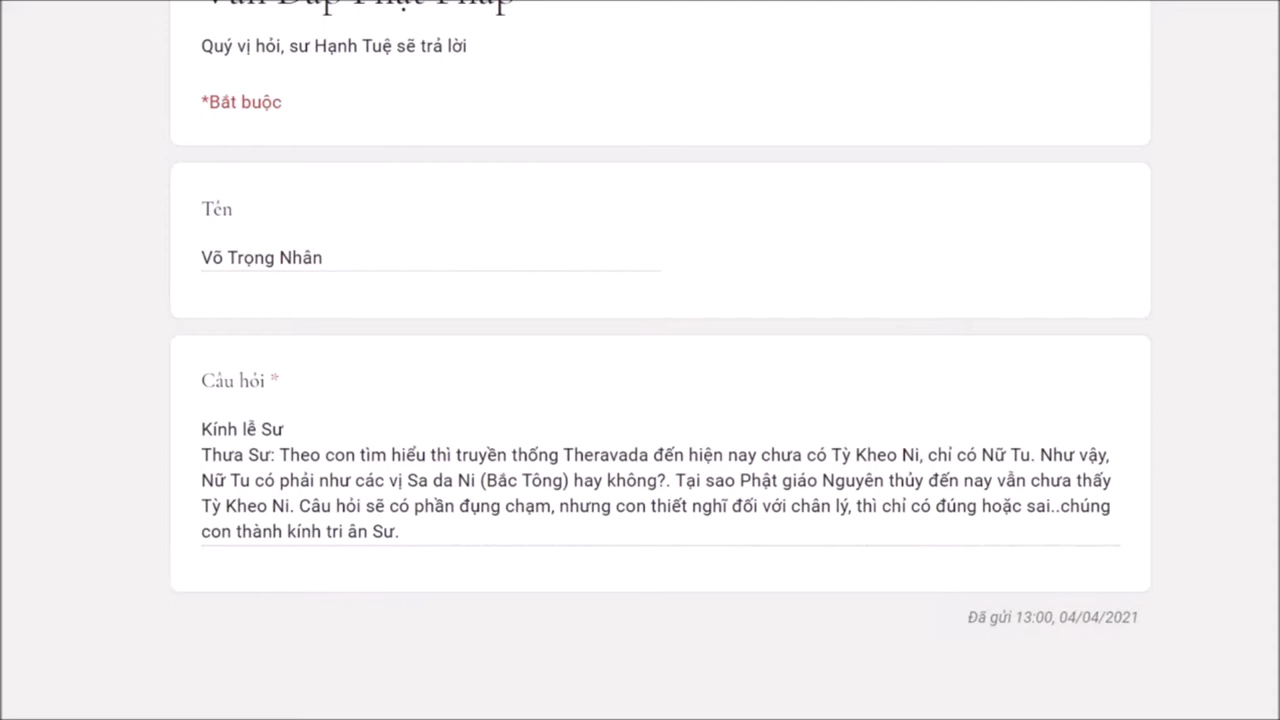 Vấn Đáp Phật Pháp
Quý vị hỏi, sư Hạnh Tuệ sẽ trả lời
*Bắt buộc
Tên
Võ Trọng Nhân
Câu hỏi *
Kính lễ Sư
Thưa Sư: Theo con tìm hiểu thì truyền thống Theravada đến hiện nay chưa có Tỳ Kheo Ni, chỉ có Nữ Tu. Như vậy,
Nữ Tu có phải như các vị Sa da Ni (Bắc Tông) hay không?. Tại sao Phật giáo Nguyên thủy đến nay vẫn chưa thấy
Tỳ Kheo Ni. Câu hỏi sẽ có phần đụng chạm, nhưng con thiết nghĩ đối với chân lý, thì chỉ có đúng hoặc sai..chúng
con thành kính tri ân Sư.
Đã gửi 13:00, 04/04/2021